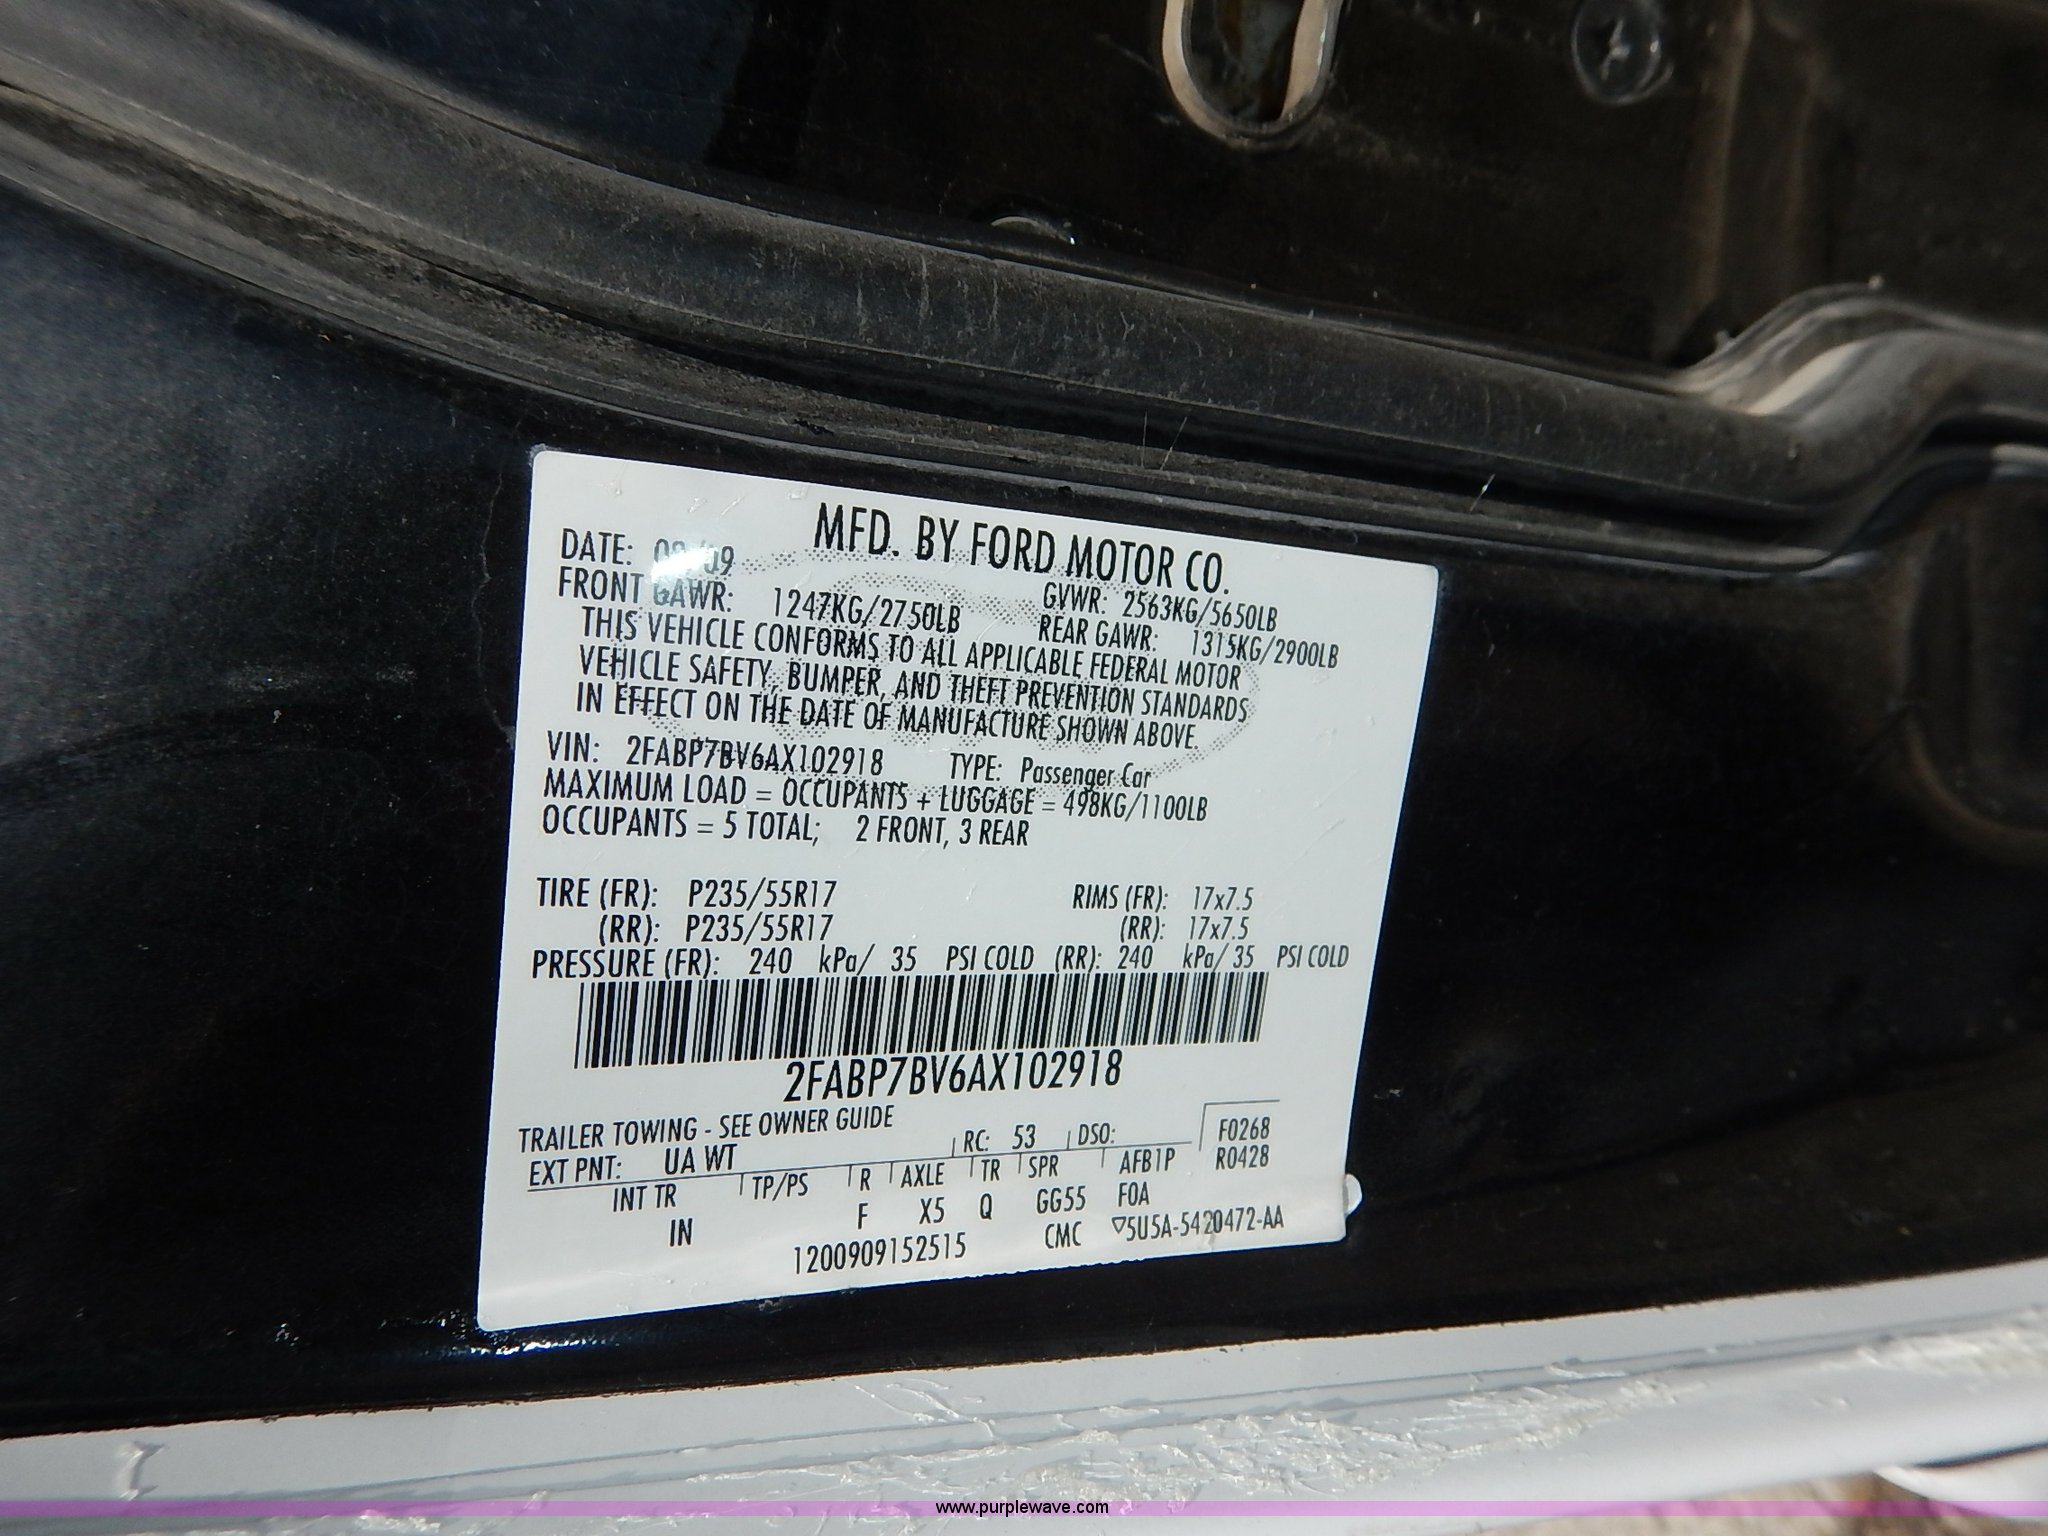 MFD. BY FORD MOTOR CO.
DATE: GVWR: 2563KG/5650LB
FRONT GAWR: 1247KG/2750LB REAR GAWR: 1315KG/2900LB
THIS VEHICLE CONFORMS TO ALL APPLICABLE FEDERAL MOTOR
VEHICLE SAFETY, BUMPER, AND THEFT PREVENTION STANDARDS
IN EFFECT ON THE DATE OF MANUFACTURE SHOWN ABOVE.
VIN: 2FABP7BV6AX102918 TYPE: Passenger Car
MAXIMUM LOAD = OCCUPANTS + LUGGAGE = 498KG/1100LB
OCCUPANTS = 5 TOTAL; 2 FRONT, 3 REAR
TIRE (FR): P235/55R17 RIMS (FR): 17x7.5
(RR): P235/55R17 (RR): 17x7.5
PRESSURE (FR): 240 kPa/ 35 PSI COLD (RR): 240 kPa/ 35 PSI COLD
2FABP7BV6AX102918
TRAILER TOWING - SEE OWNER GUIDE
EXT PNT: UA WT RC: 53 DSO: F0268
R0428
INT TR TP/PS R AXLE TR SPR AFB1P
IN F X5 Q GG55 FOA
1200909152515 CMC ▽5U5A-5420472-AA
www.purplewave.com